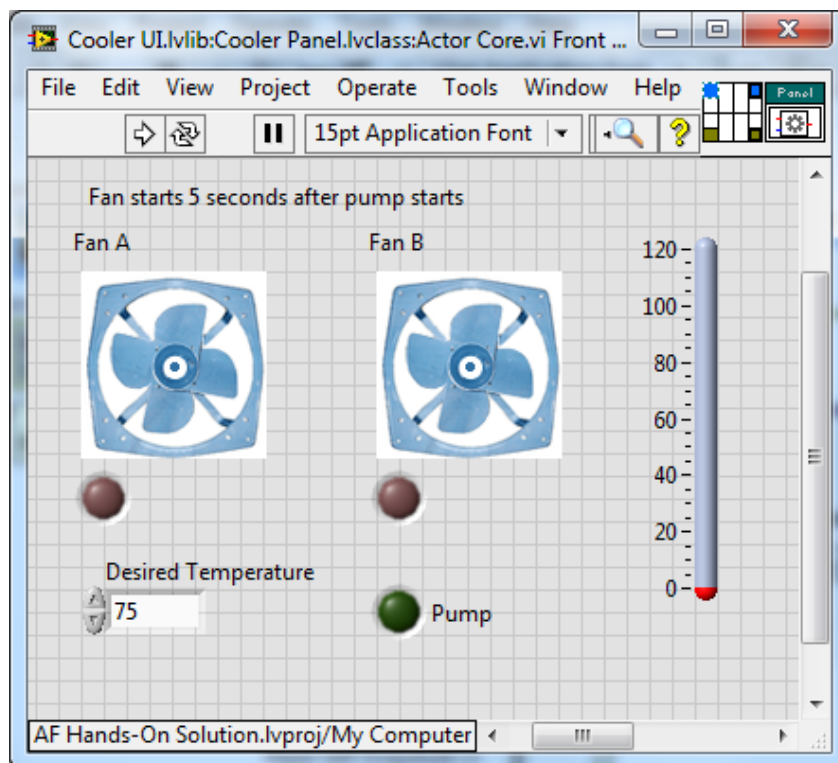 Cooler UI.lvlib:Cooler Panel.lvclass:Actor Core.vi Front ...
File Edit View Project Operate Tools Window Help
Panel
15pt Application Font
Fan starts 5 seconds after pump starts
Fan A Fan B
120
100
80
60
40
20
0
Desired Temperature
75
Pump
AF Hands-On Solution.lvproj/My Computer